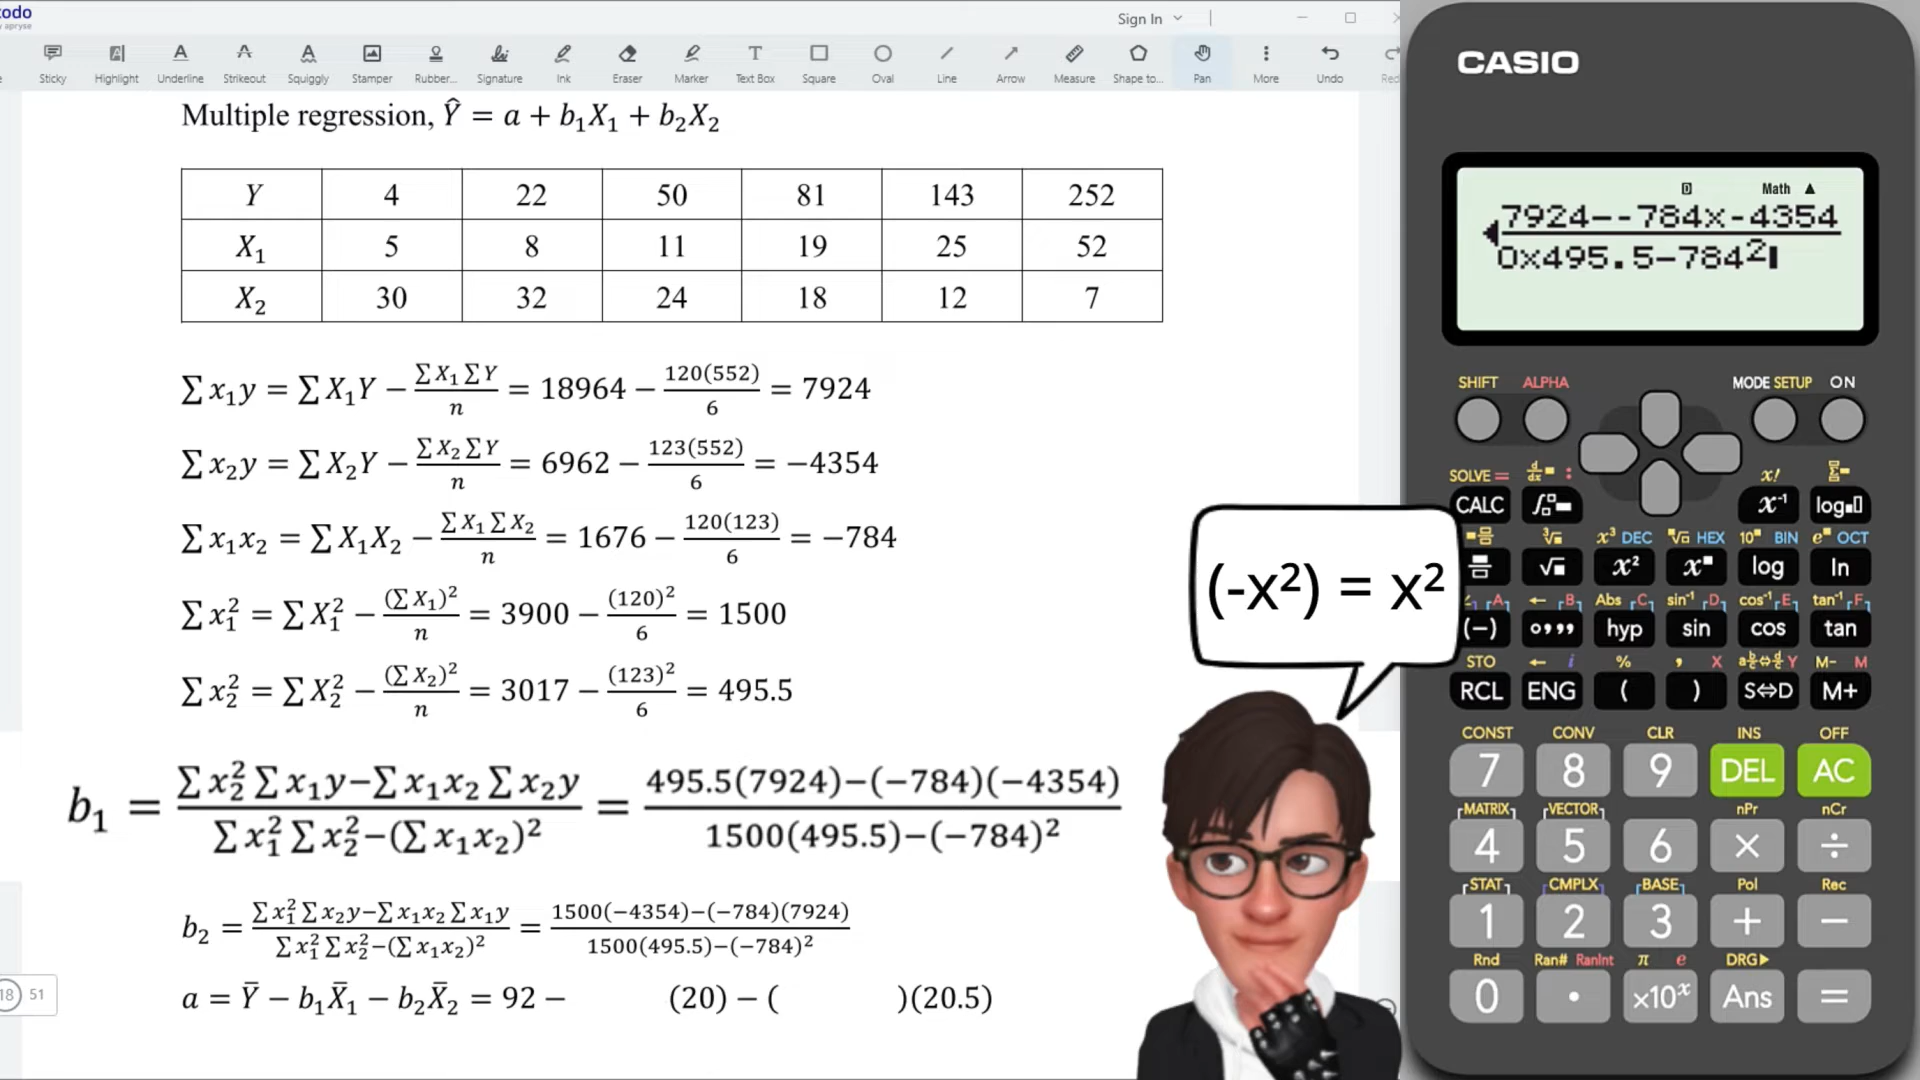 todo
by apryse
Sign In
Sticky Highlight Underline Strikeout Squiggly Stamper Rubber... Signature Ink Eraser Marker Text Box Square Oval Line Arrow Measure Shape to... Pan More Undo Red
Multiple regression, Ŷ = a + b₁X₁ + b₂X₂
Y 4 22 50 81 143 252
X₁ 5 8 11 19 25 52
X₂ 30 32 24 18 12 7
∑ x₁y = ∑ X₁Y − (∑ X₁ ∑ Y)/n = 18964 − 120(552)/6 = 7924
∑ x₂y = ∑ X₂Y − (∑ X₂ ∑ Y)/n = 6962 − 123(552)/6 = −4354
∑ x₁x₂ = ∑ X₁X₂ − (∑ X₁ ∑ X₂)/n = 1676 − 120(123)/6 = −784
∑ x₁² = ∑ X₁² − (∑ X₁)²/n = 3900 − (120)²/6 = 1500
∑ x₂² = ∑ X₂² − (∑ X₂)²/n = 3017 − (123)²/6 = 495.5
b₁ = (∑ x₂² ∑ x₁y−∑ x₁x₂ ∑ x₂y)/(∑ x₁² ∑ x₂²−(∑ x₁x₂)²) = (495.5(7924)−(−784)(−4354))/(1500(495.5)−(−784)²)
b₂ = (∑ x₁² ∑ x₂y−∑ x₁x₂ ∑ x₁y)/(∑ x₁² ∑ x₂²−(∑ x₁x₂)²) = (1500(−4354)−(−784)(7924))/(1500(495.5)−(−784)²)
a = Ȳ − b₁X̄₁ − b₂X̄₂ = 92 − (20) − ( )(20.5)
18 51
(-x²) = x²
CASIO
D Math ▲
7924--784x-4354
0x495.5-784²
SHIFT ALPHA MODE SETUP ON
SOLVE = d/dx : x!
CALC ∫ x⁻¹ log
x³ DEC HEX 10 BIN e OCT
√ x² x log ln
A ← B Abs C sin⁻¹ D cos⁻¹ E tan⁻¹ F
(−) °,,, hyp sin cos tan
STO ← i % , X a b/c⇔d/c Y M- M
RCL ENG ( ) S⇔D M+
CONST CONV CLR INS OFF
7 8 9 DEL AC
MATRIX VECTOR nPr nCr
4 5 6 × ÷
STAT CMPLX BASE Pol Rec
1 2 3 + −
Rnd Ran# RanInt π e DRG▶
0 · ×10ˣ Ans =